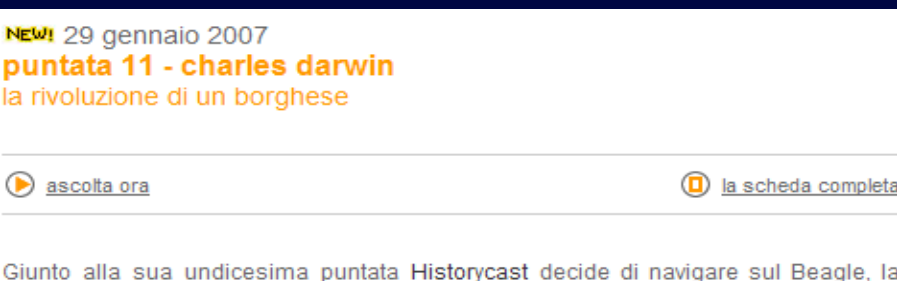 NEW! 29 gennaio 2007
puntata 11 - charles darwin
la rivoluzione di un borghese
ascolta ora
la scheda completa
Giunto alla sua undicesima puntata Historycast decide di navigare sul Beagle, la